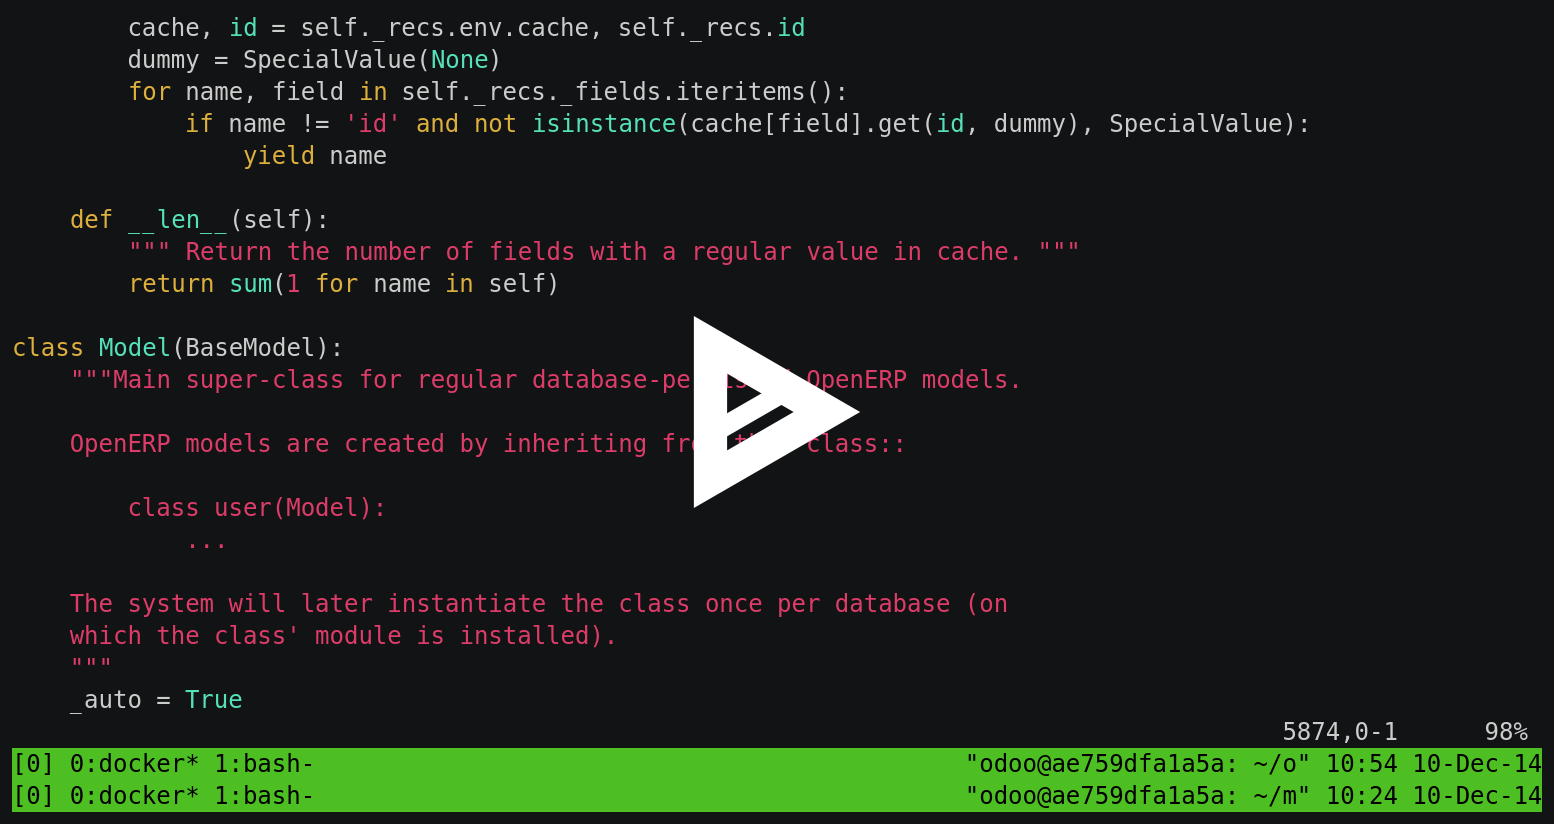 cache, id = self._recs.env.cache, self._recs.id
dummy = SpecialValue(None)
for name, field in self._recs._fields.iteritems():
if name != 'id' and not isinstance(cache[field].get(id, dummy), SpecialValue):
yield name
def __len__(self):
""" Return the number of fields with a regular value in cache. """
return sum(1 for name in self)
class Model(BaseModel):
"""Main super-class for regular OpenERP models.
OpenERP models are created by inheriting class::
class user(Model):
...
The system will later instantiate the class once per database (on
which the class' module is installed).
"""
_auto = True
5874,0-1 98%
[0] 0:docker* 1:bash- "odoo@ae759dfa1a5a: ~/o" 10:54 10-Dec-14
[0] 0:docker* 1:bash- "odoo@ae759dfa1a5a: ~/m" 10:24 10-Dec-14